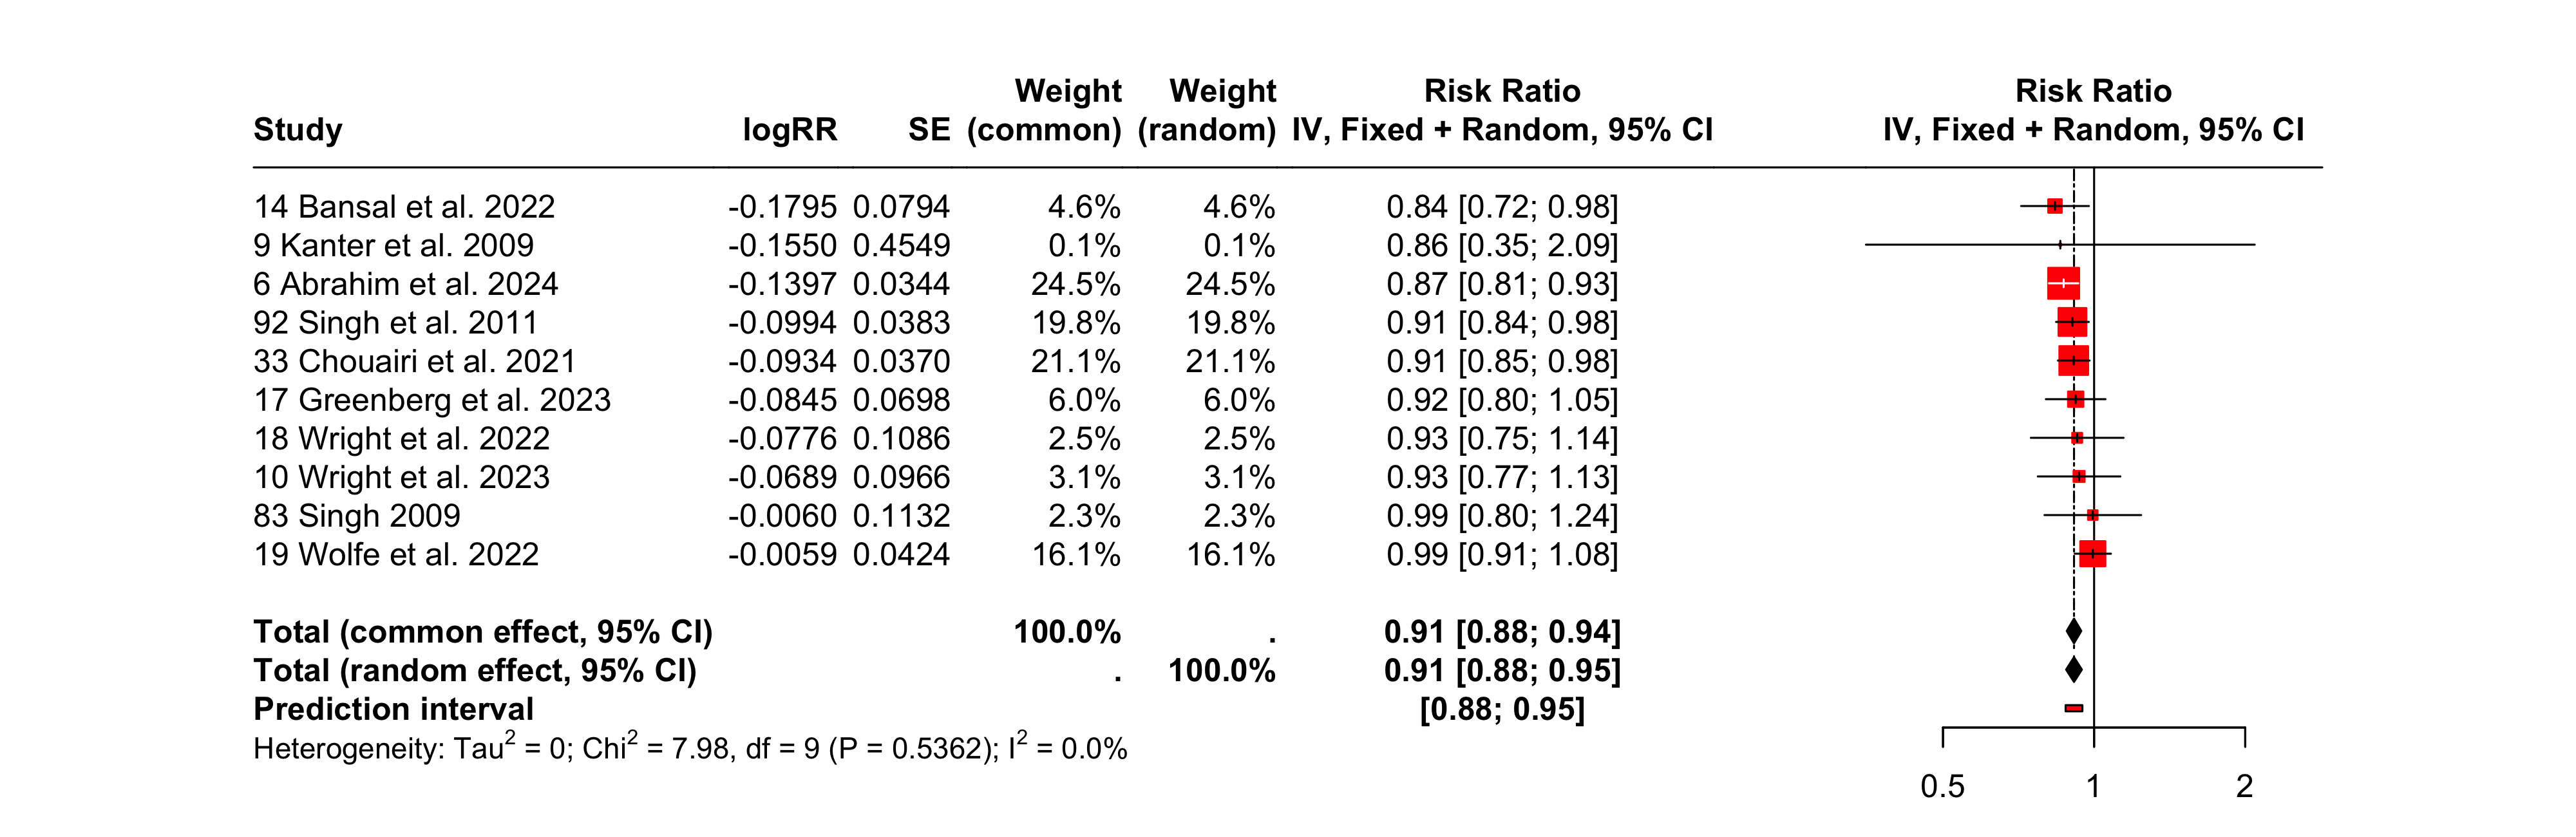 Weight Weight Risk Ratio Risk Ratio
Study logRR SE (common) (random) IV, Fixed + Random, 95% CI IV, Fixed + Random, 95% CI
14 Bansal et al. 2022 -0.1795 0.0794 4.6% 4.6% 0.84 [0.72; 0.98]
9 Kanter et al. 2009 -0.1550 0.4549 0.1% 0.1% 0.86 [0.35; 2.09]
6 Abrahim et al. 2024 -0.1397 0.0344 24.5% 24.5% 0.87 [0.81; 0.93]
92 Singh et al. 2011 -0.0994 0.0383 19.8% 19.8% 0.91 [0.84; 0.98]
33 Chouairi et al. 2021 -0.0934 0.0370 21.1% 21.1% 0.91 [0.85; 0.98]
17 Greenberg et al. 2023 -0.0845 0.0698 6.0% 6.0% 0.92 [0.80; 1.05]
18 Wright et al. 2022 -0.0776 0.1086 2.5% 2.5% 0.93 [0.75; 1.14]
10 Wright et al. 2023 -0.0689 0.0966 3.1% 3.1% 0.93 [0.77; 1.13]
83 Singh 2009 -0.0060 0.1132 2.3% 2.3% 0.99 [0.80; 1.24]
19 Wolfe et al. 2022 -0.0059 0.0424 16.1% 16.1% 0.99 [0.91; 1.08]
Total (common effect, 95% CI) 100.0% . 0.91 [0.88; 0.94]
Total (random effect, 95% CI) . 100.0% 0.91 [0.88; 0.95]
Prediction interval [0.88; 0.95]
Heterogeneity: Tau² = 0; Chi² = 7.98, df = 9 (P = 0.5362); I² = 0.0%
0.5 1 2